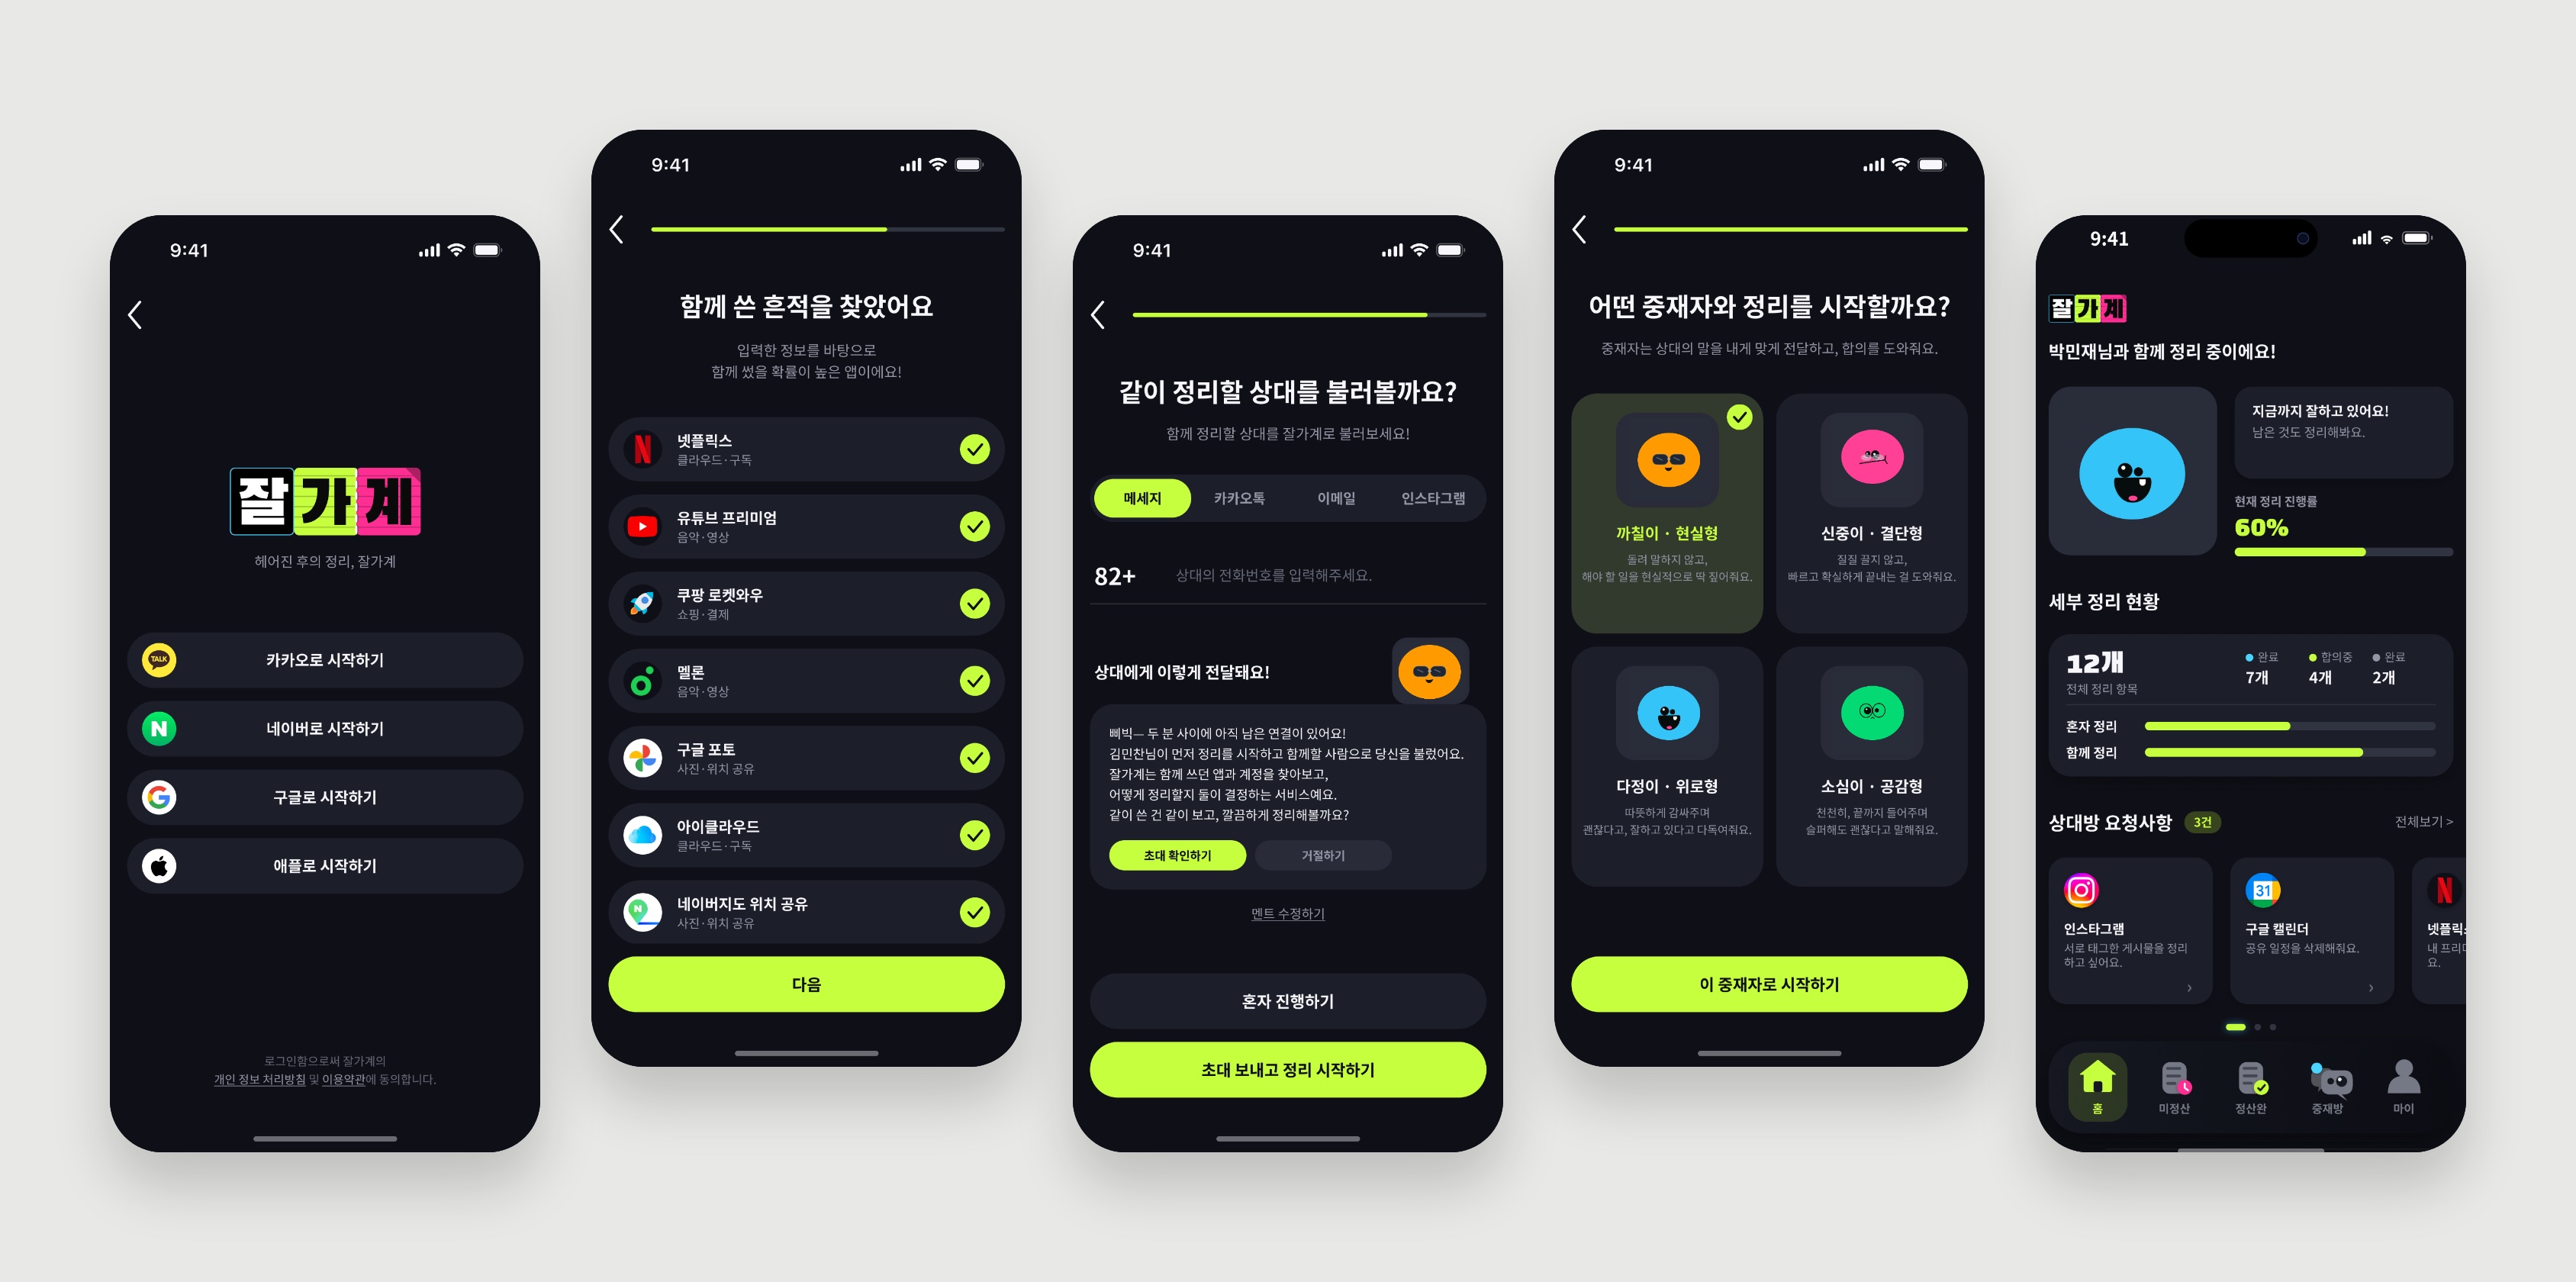 9:41
잘가계
헤어진 후의 정리, 잘가계
TALK
카카오로 시작하기
N
네이버로 시작하기
G
구글로 시작하기
애플로 시작하기
로그인함으로써 잘가계의
개인 정보 처리방침 및 이용약관에 동의합니다.
9:41
함께 쓴 흔적을 찾았어요
입력한 정보를 바탕으로
함께 썼을 확률이 높은 앱이에요!
N
넷플릭스
클라우드·구독
유튜브 프리미엄
음악·영상
쿠팡 로켓와우
쇼핑·결제
멜론
음악·영상
구글 포토
사진·위치 공유
아이클라우드
클라우드·구독
N
네이버지도 위치 공유
사진·위치 공유
다음
9:41
같이 정리할 상대를 불러볼까요?
함께 정리할 상대를 잘가계로 불러보세요!
메세지 카카오톡 이메일 인스타그램
82+ 상대의 전화번호를 입력해주세요.
상대에게 이렇게 전달돼요!
삐빅— 두 분 사이에 아직 남은 연결이 있어요!
김민찬님이 먼저 정리를 시작하고 함께할 사람으로 당신을 불렀어요.
잘가계는 함께 쓰던 앱과 계정을 찾아보고,
어떻게 정리할지 둘이 결정하는 서비스예요.
같이 쓴 건 같이 보고, 깔끔하게 정리해볼까요?
초대 확인하기 거절하기
멘트 수정하기
혼자 진행하기
초대 보내고 정리 시작하기
9:41
어떤 중재자와 정리를 시작할까요?
중재자는 상대의 말을 내게 맞게 전달하고, 합의를 도와줘요.
까칠이 · 현실형
돌려 말하지 않고,
해야 할 일을 현실적으로 딱 짚어줘요.
신중이 · 결단형
질질 끌지 않고,
빠르고 확실하게 끝내는 걸 도와줘요.
다정이 · 위로형
따뜻하게 감싸주며
괜찮다고, 잘하고 있다고 다독여줘요.
소심이 · 공감형
천천히, 끝까지 들어주며
슬퍼해도 괜찮다고 말해줘요.
이 중재자로 시작하기
9:41
잘가계
박민재님과 함께 정리 중이에요!
지금까지 잘하고 있어요!
남은 것도 정리해봐요.
현재 정리 진행률
60%
세부 정리 현황
12개
전체 정리 항목
완료 합의중 완료
7개 4개 2개
혼자 정리
함께 정리
상대방 요청사항 3건 전체보기 >
인스타그램
서로 태그한 게시물을 정리
하고 싶어요.
31
구글 캘린더
공유 일정을 삭제해줘요.
N
넷플릭
내 프리
요.
홈 미정산 정산완 중재방 마이